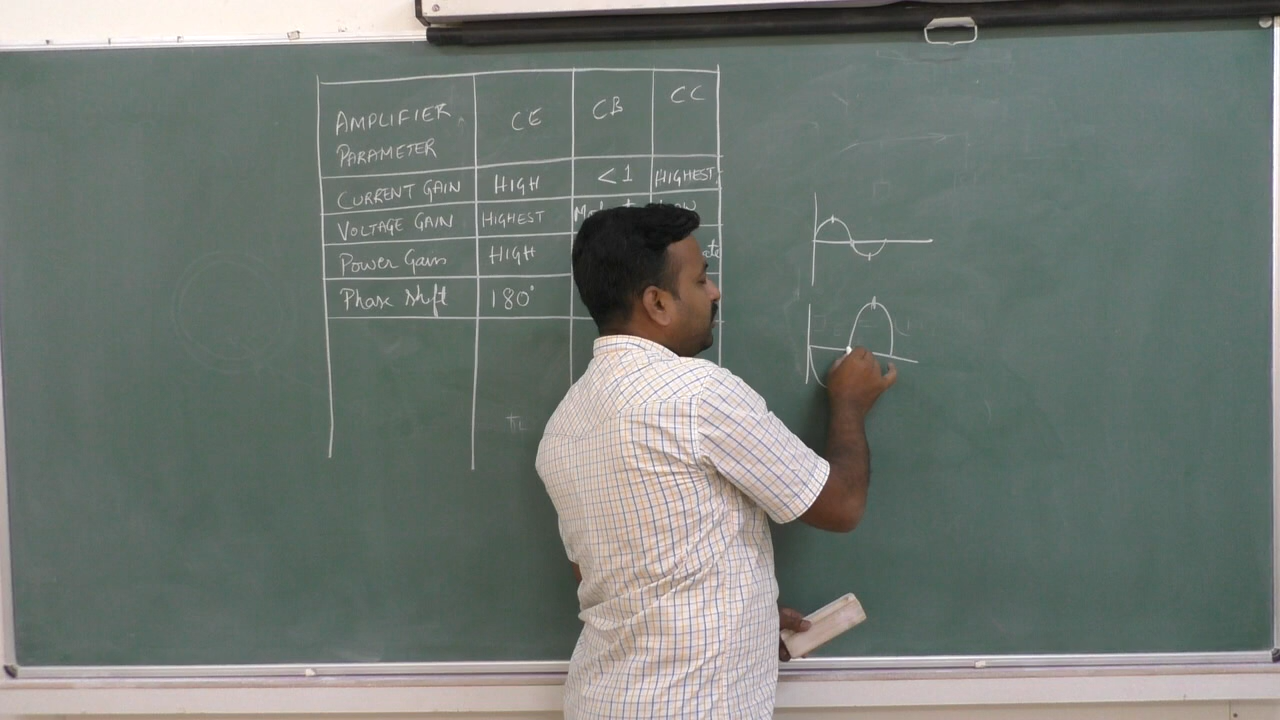 AMPLIFIER PARAMETER CE CB CC
CURRENT GAIN HIGH <1 HIGHEST
VOLTAGE GAIN HIGHEST
Power Gain HIGH
Phase shift 180°